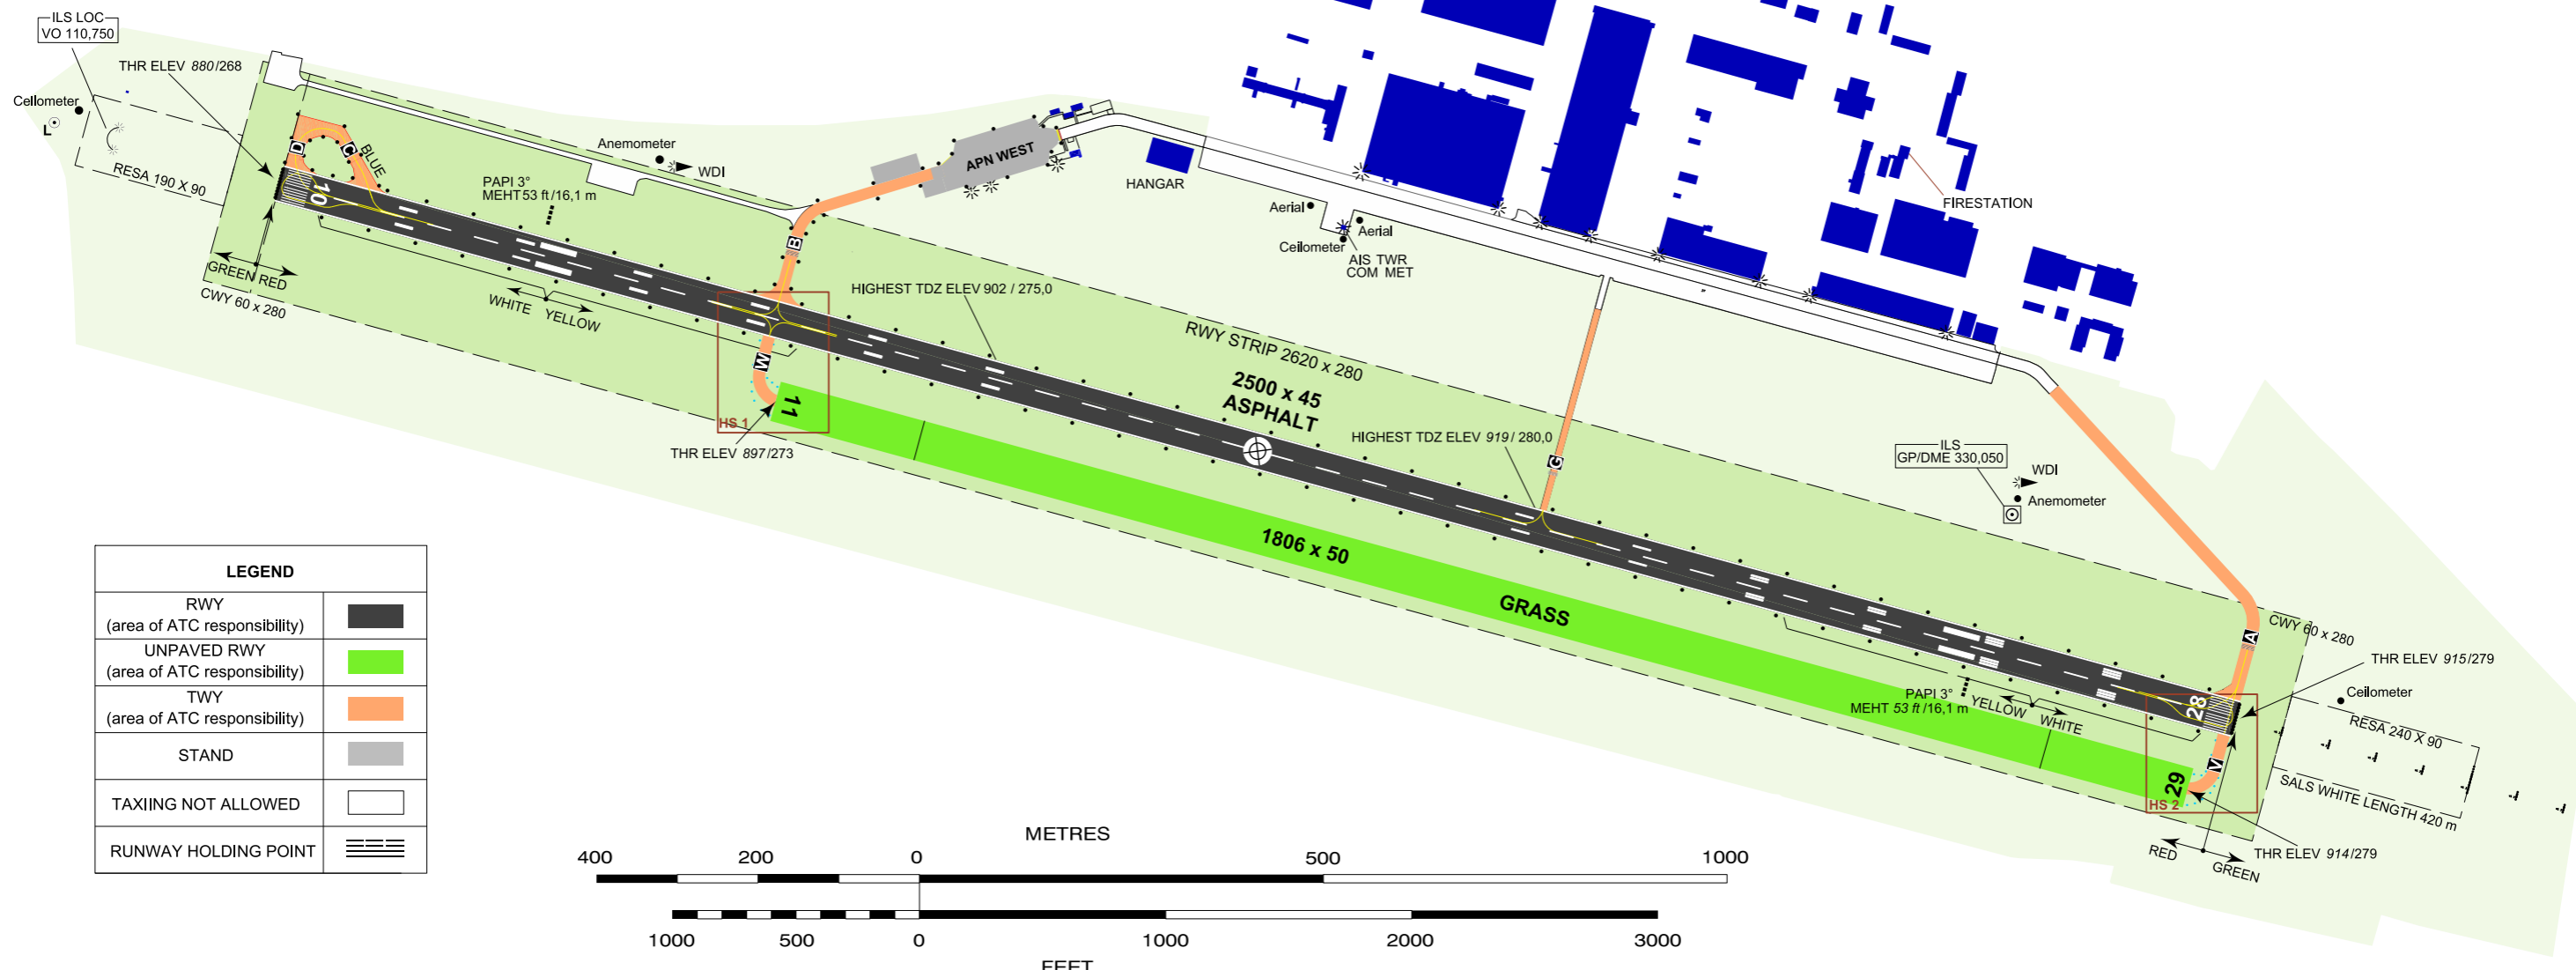 ILS LOC
VO 110,750
THR ELEV 880/268
Ceilometer
L
RESA 190 X 90
D
C
BLUE
10
GREEN RED
CWY 60 x 280
PAPI 3°
MEHT 53 ft /16,1 m
WHITE YELLOW
Anemometer
WDI
B
APN WEST
HANGAR
W
11
HS 1
THR ELEV 897/273
HIGHEST TDZ ELEV 902 / 275,0
RWY STRIP 2620 x 280
2500 x 45
ASPHALT
Aerial
Aerial
Ceilometer
AIS TWR
COM MET
FIRESTATION
HIGHEST TDZ ELEV 919 / 280,0
G
1806 x 50
GRASS
ILS
GP/DME 330,050
WDI
Anemometer
A
CWY 60 x 280
THR ELEV 915/279
Ceilometer
PAPI 3°
MEHT 53 ft /16,1 m
YELLOW WHITE
28
RESA 240 X 90
V
29
HS 2
SALS WHITE LENGTH 420 m
THR ELEV 914/279
RED GREEN
LEGEND
RWY
(area of ATC responsibility)
UNPAVED RWY
(area of ATC responsibility)
TWY
(area of ATC responsibility)
STAND
TAXIING NOT ALLOWED
RUNWAY HOLDING POINT
METRES
400 200 0 500 1000
1000 500 0 1000 2000 3000
FEET